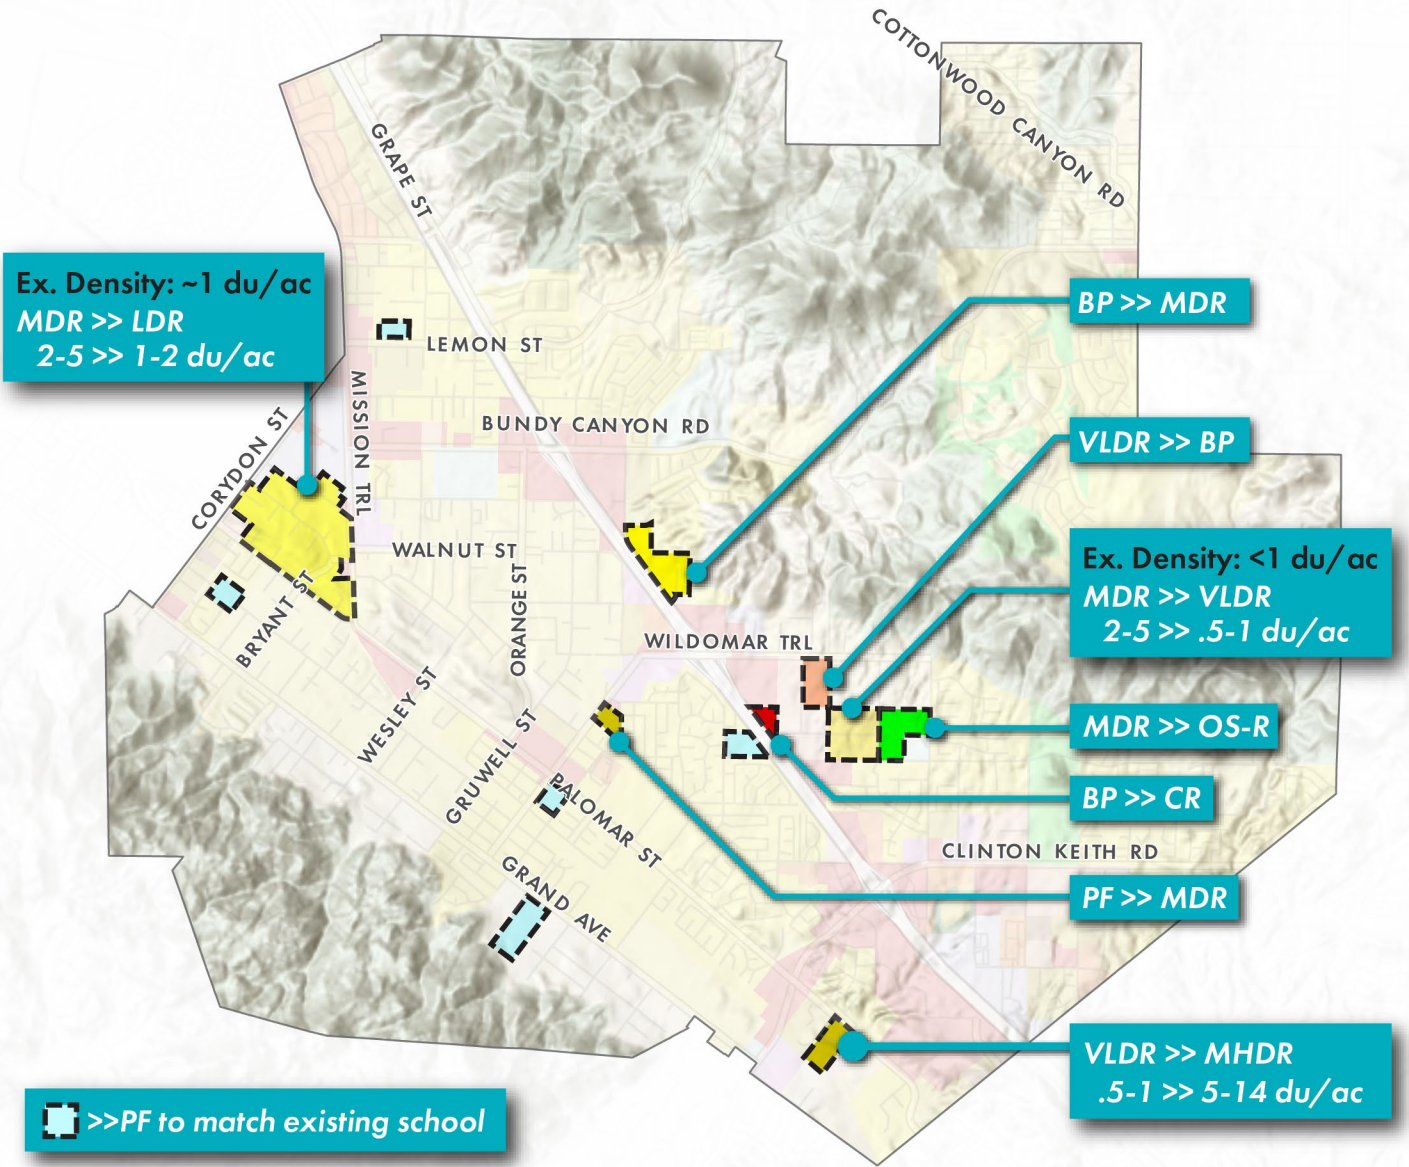 COTTONWOOD CANYON RD
GRAPE ST
Ex. Density: ~1 du/ac
MDR >> LDR
2-5 >> 1-2 du/ac
BP >> MDR
LEMON ST
MISSION TRL
BUNDY CANYON RD
CORYDON ST
VLDR >> BP
WALNUT ST
ORANGE ST
BRYANT ST
Ex. Density: <1 du/ac
MDR >> VLDR
2-5 >> .5-1 du/ac
WILDOMAR TRL
WESLEY ST
GRUWELL ST
MDR >> OS-R
PALOMAR ST
BP >> CR
CLINTON KEITH RD
GRAND AVE
PF >> MDR
VLDR >> MHDR
.5-1 >> 5-14 du/ac
>>PF to match existing school